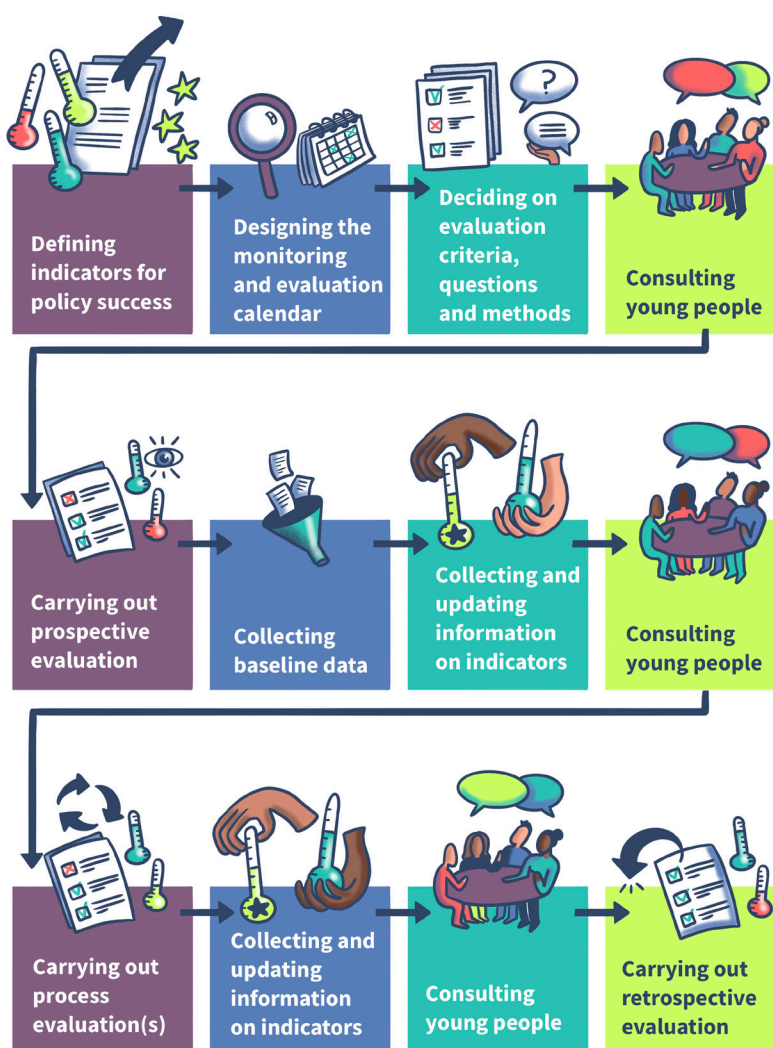 Defining
indicators for
policy success
Designing the
monitoring
and evaluation
calendar
Deciding on
evaluation
criteria,
questions
and methods
?
Consulting
young people
Carrying out
prospective
evaluation
Collecting
baseline data
Collecting and
updating
information
on indicators
Consulting
young people
Carrying out
process
evaluation(s)
Collecting and
updating
information
on indicators
Consulting
young people
Carrying out
retrospective
evaluation